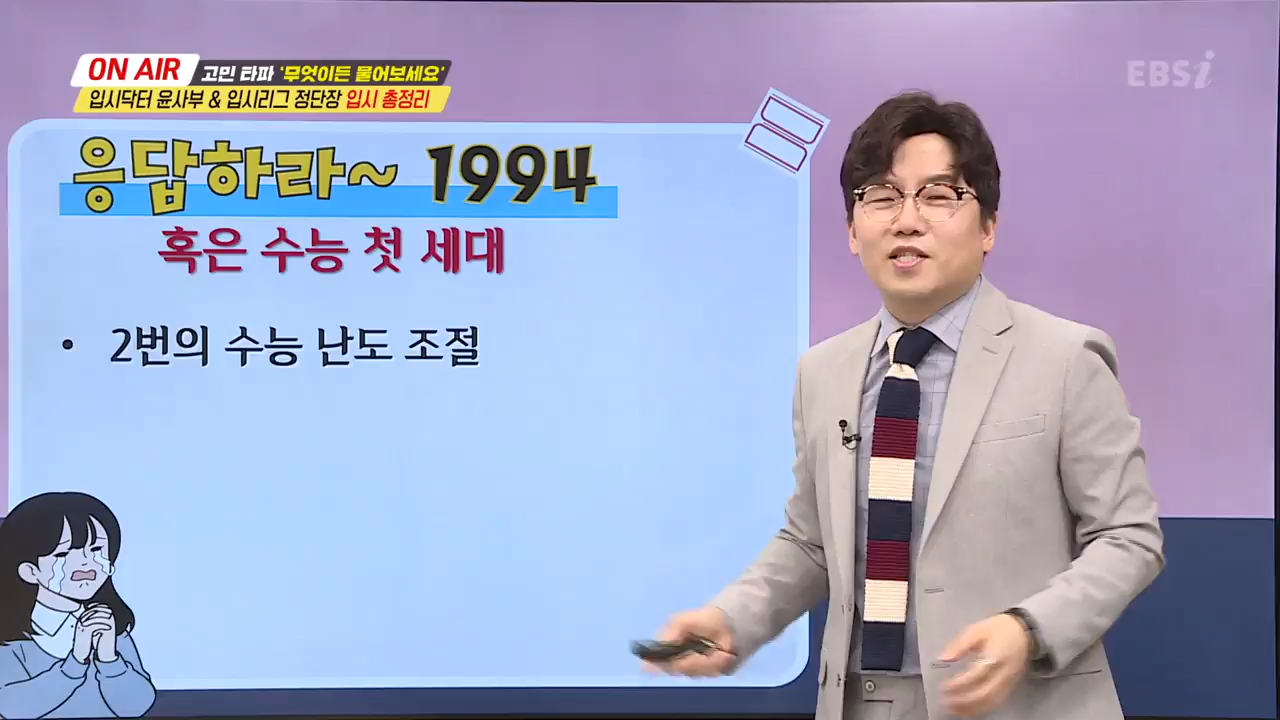 ON AIR
고민 타파 '무엇이든 물어보세요'
입시닥터 윤사부 & 입시리그 정단장 입시 총정리
EBSi
응답하라~ 1994
혹은 수능 첫 세대
• 2번의 수능 난도 조절